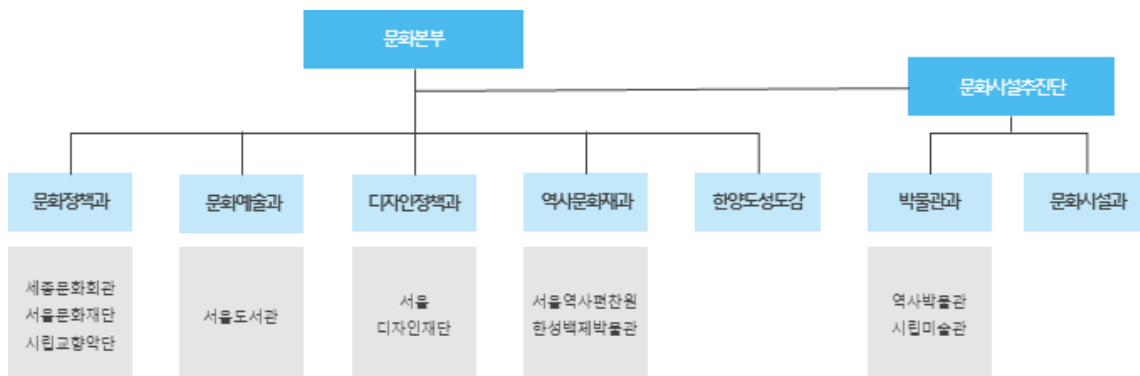 문화본부
문화시설추진단
문화정책과
문화예술과
디자인정책과
역사문화재과
한양도성도감
박물관과
문화시설과
세종문화회관
서울문화재단
시립교향악단
서울도서관
서울
디자인재단
서울역사편찬원
한성백제박물관
역사박물관
시립미술관